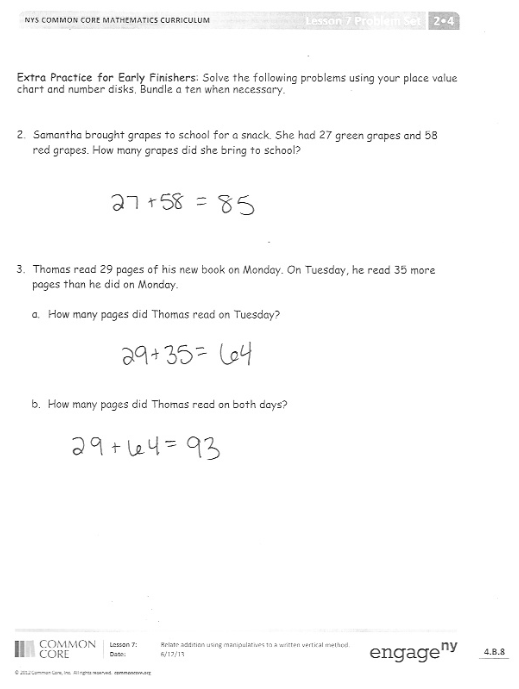 NYS COMMON CORE MATHEMATICS CURRICULUM
Lesson 7 Problem Set 2•4
Extra Practice for Early Finishers: Solve the following problems using your place value
chart and number disks. Bundle a ten when necessary.
2. Samantha brought grapes to school for a snack. She had 27 green grapes and 58
red grapes. How many grapes did she bring to school?
27 + 58 = 85
3. Thomas read 29 pages of his new book on Monday. On Tuesday, he read 35 more
pages than he did on Monday.
a. How many pages did Thomas read on Tuesday?
29 + 35 = 64
b. How many pages did Thomas read on both days?
29 + 64 = 93
COMMON
CORE
Lesson 7:
Date:
Relate addition using manipulatives to a written vertical method.
6/12/13
engage ny
4.B.8
© 2012 Common Core, Inc. All rights reserved. commoncore.org